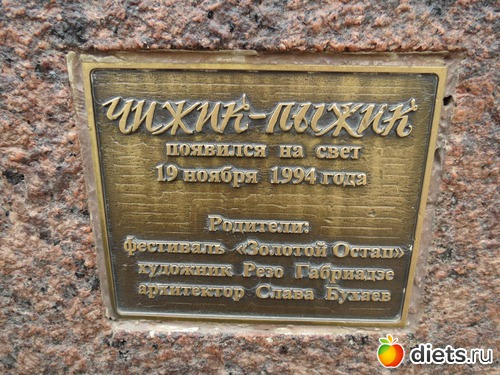 ЧИЖИК-ПЫЖИК
появился на свет
19 ноября 1994 года
Родители:
фестиваль «Золотой Остап»
художник Резо Габриадзе
архитектор Слава Бухаев
diets.ru